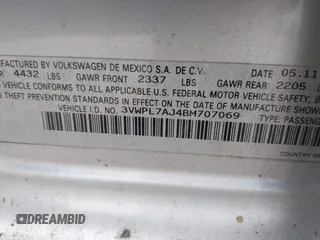 NUFACTURED BY VOLKSWAGEN DE MEXICO S.A. DE C.V.
4432 LBS GAWR FRONT 2337 LBS GAWR REAR 2205
DATE 05.11
VEHICLE CONFORMS TO ALL APPLICABLE U.S. FEDERAL MOTOR VEHICLE SAFETY,
THEFT PREVENTION STANDARDS IN EFFECT ON THE DATE OF MANUFACTURE SHOWN
VEHICLE I.D. NO. 3VWPL7AJ4BM707069 TYPE: PASSENG
COUNTRY OF
DREAMBID